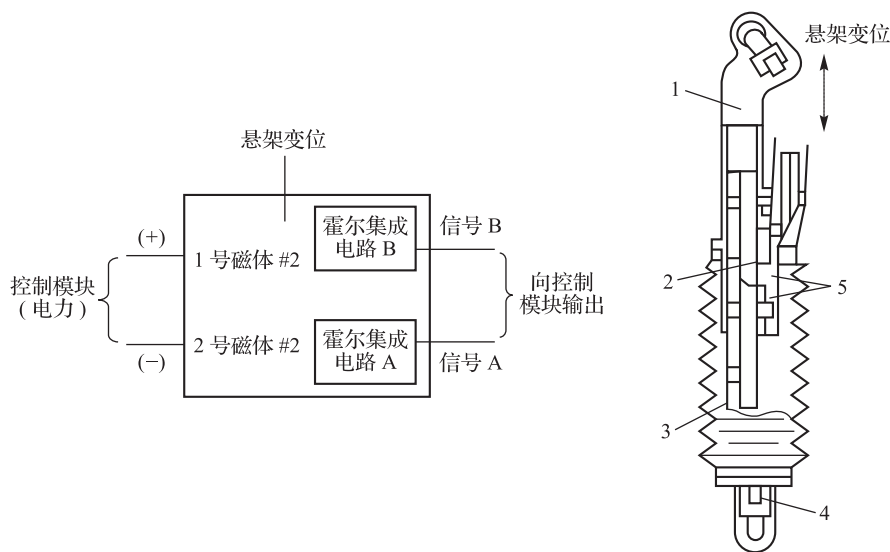 悬架变位
霍尔集成
电路 B
信号 B
(+)
1 号磁体 #2
控制模块
(电力)
向控制
模块输出
2 号磁体 #2
霍尔集成
电路 A
信号 A
(−)
悬架变位
1
2
5
3
4